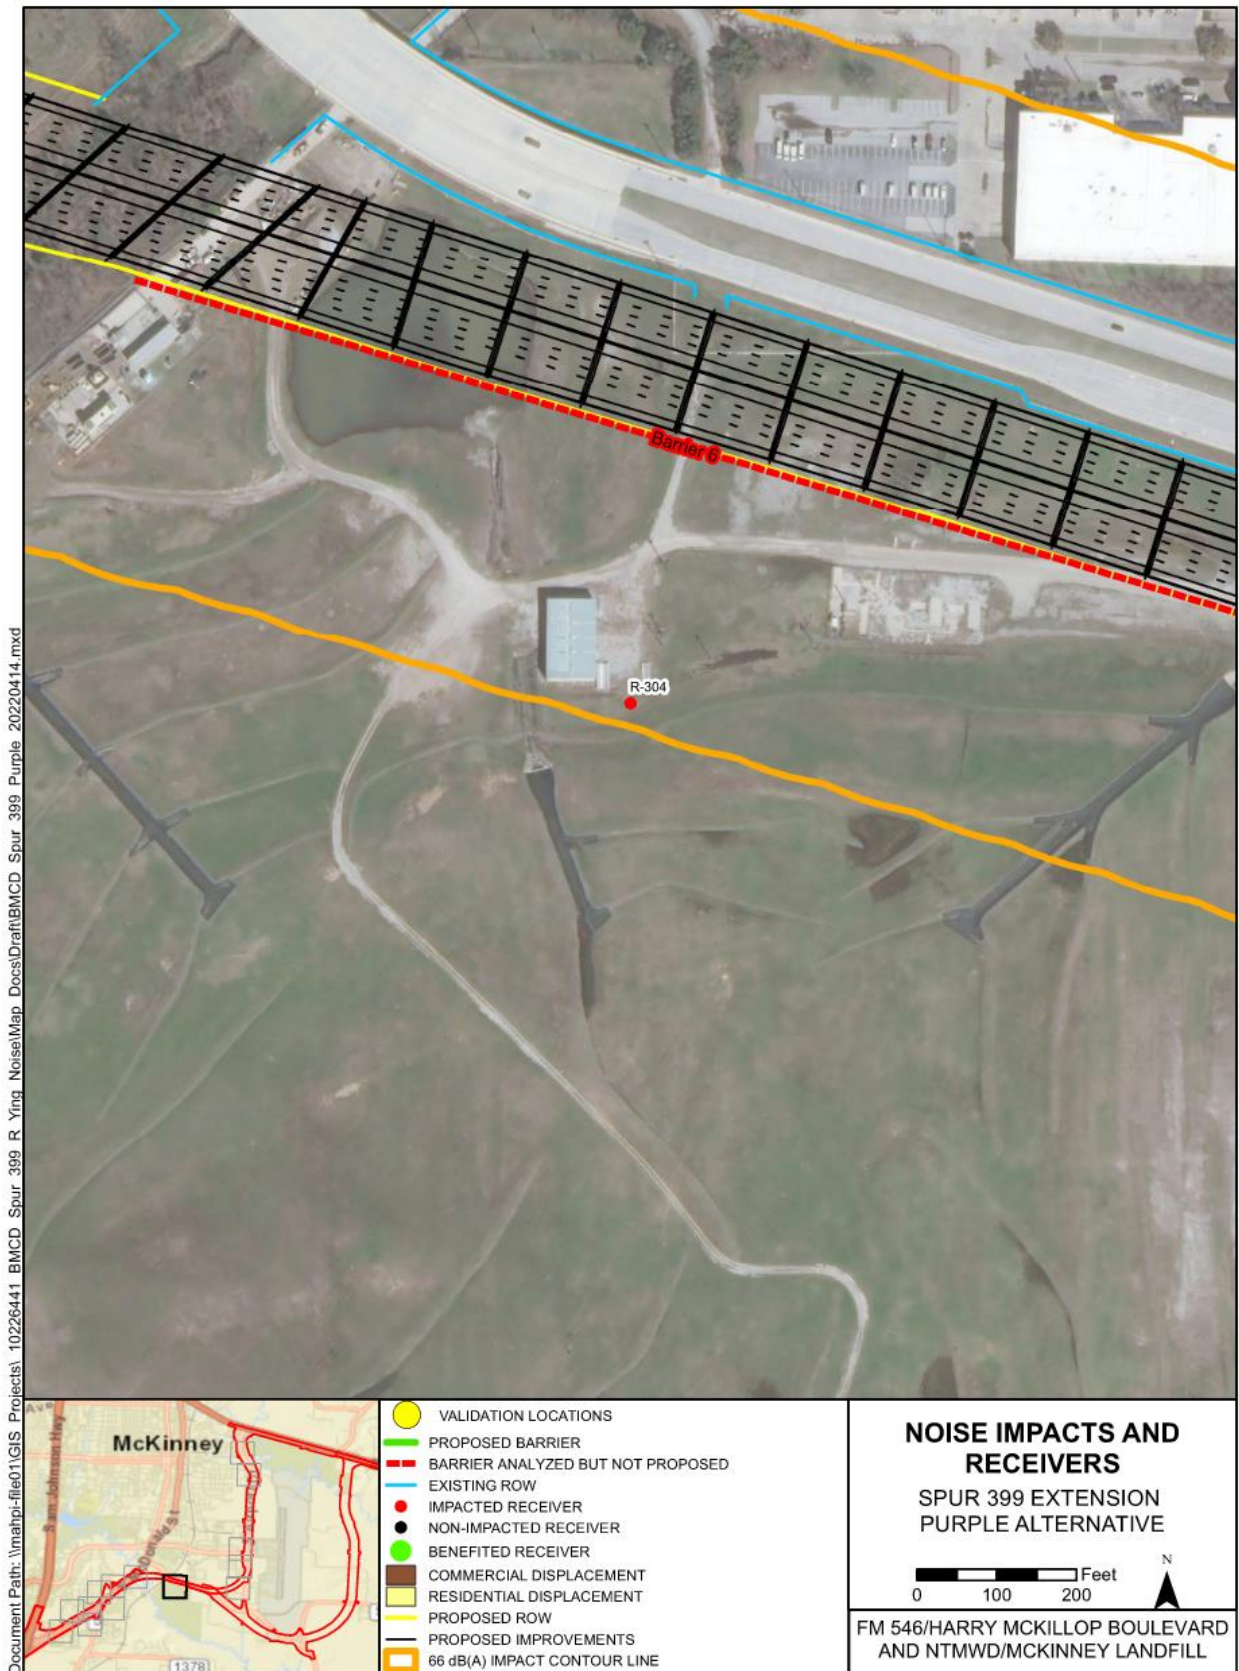 Barrier 6
R-304
Document Path: \\mahpi-file01\GIS_Projects\_10226441_BMCD_Spur_399_R_Ying_Noise\Map_Docs\Draft\BMCD_Spur_399_Purple_20220414.mxd
McKinney
Sam Johnson Hwy
Donald St
1378
VALIDATION LOCATIONS
PROPOSED BARRIER
BARRIER ANALYZED BUT NOT PROPOSED
EXISTING ROW
IMPACTED RECEIVER
NON-IMPACTED RECEIVER
BENEFITED RECEIVER
COMMERCIAL DISPLACEMENT
RESIDENTIAL DISPLACEMENT
PROPOSED ROW
PROPOSED IMPROVEMENTS
66 dB(A) IMPACT CONTOUR LINE
NOISE IMPACTS AND
RECEIVERS
SPUR 399 EXTENSION
PURPLE ALTERNATIVE
N
Feet
0 100 200
FM 546/HARRY MCKILLOP BOULEVARD
AND NTMWD/MCKINNEY LANDFILL